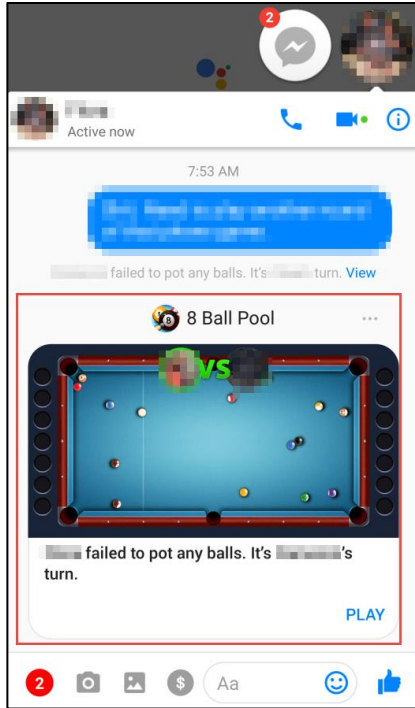 2
Active now
7:53 AM
failed to pot any balls. It's turn. View
8 Ball Pool
VS
failed to pot any balls. It's 's
turn.
PLAY
2
$
Aa